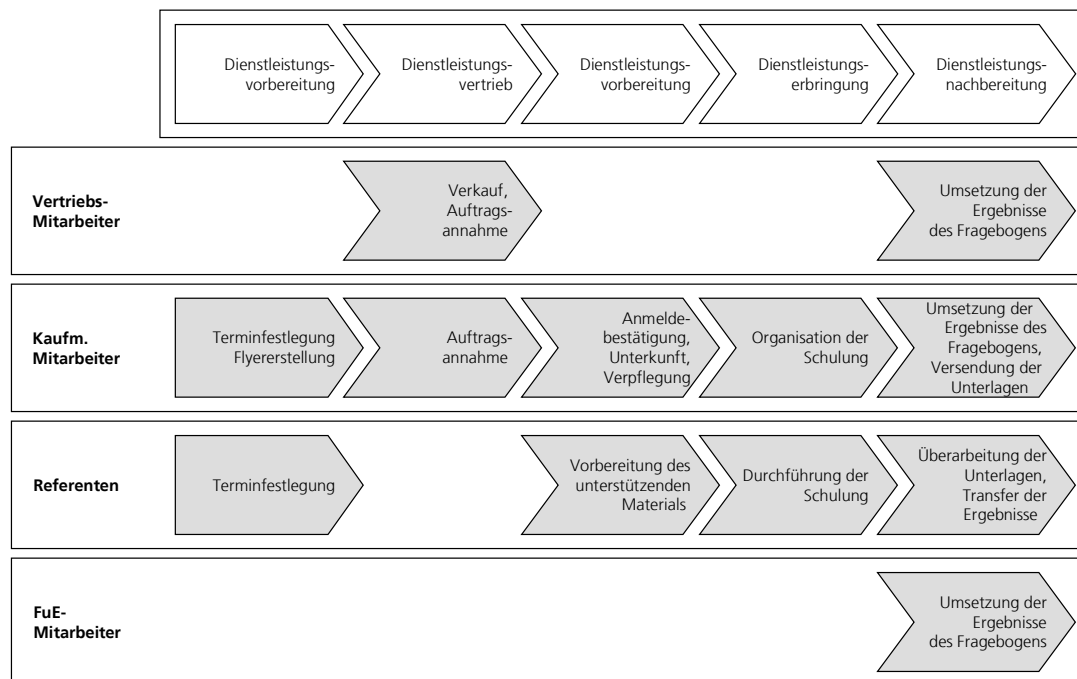 Dienstleistungs-
vorbereitung
Dienstleistungs-
vertrieb
Dienstleistungs-
vorbereitung
Dienstleistungs-
erbringung
Dienstleistungs-
nachbereitung
Vertriebs-
Mitarbeiter
Verkauf,
Auftrags-
annahme
Umsetzung der
Ergebnisse
des Fragebogens
Kaufm.
Mitarbeiter
Terminfestlegung
Flyererstellung
Auftrags-
annahme
Anmelde-
bestätigung,
Unterkunft,
Verpflegung
Organisation der
Schulung
Umsetzung der
Ergebnisse des
Fragebogens,
Versendung der
Unterlagen
Referenten
Terminfestlegung
Vorbereitung des
unterstützenden
Materials
Durchführung der
Schulung
Überarbeitung der
Unterlagen,
Transfer der
Ergebnisse
FuE-
Mitarbeiter
Umsetzung der
Ergebnisse
des Fragebogens